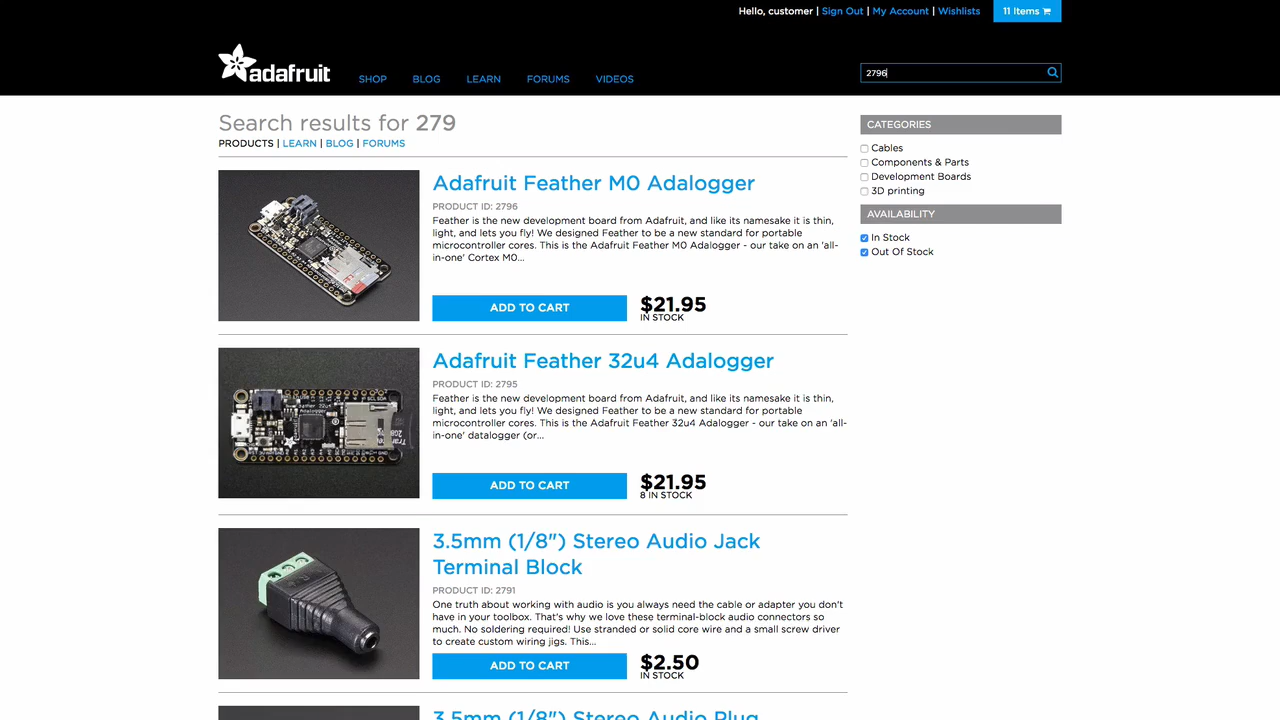 Hello, customer | Sign Out | My Account | Wishlists 11 Items
adafruit SHOP BLOG LEARN FORUMS VIDEOS 2796
Search results for 279
PRODUCTS | LEARN | BLOG | FORUMS
Adafruit Feather M0 Adalogger
PRODUCT ID: 2796
Feather is the new development board from Adafruit, and like its namesake it is thin,
light, and lets you fly! We designed Feather to be a new standard for portable
microcontroller cores. This is the Adafruit Feather M0 Adalogger - our take on an 'all-
in-one' Cortex M0...
ADD TO CART $21.95
IN STOCK
Adafruit Feather 32u4 Adalogger
PRODUCT ID: 2795
Feather is the new development board from Adafruit, and like its namesake it is thin,
light, and lets you fly! We designed Feather to be a new standard for portable
microcontroller cores. This is the Adafruit Feather 32u4 Adalogger - our take on an 'all-
in-one' datalogger (or...
ADD TO CART $21.95
8 IN STOCK
3.5mm (1/8") Stereo Audio Jack
Terminal Block
PRODUCT ID: 2791
One truth about working with audio is you always need the cable or adapter you don't
have in your toolbox. That's why we love these terminal-block audio connectors so
much. No soldering required! Use stranded or solid core wire and a small screw driver
to create custom wiring jigs. This...
ADD TO CART $2.50
IN STOCK
3.5mm (1/8") Stereo Audio Plug
CATEGORIES
Cables
Components & Parts
Development Boards
3D printing
AVAILABILITY
In Stock
Out Of Stock